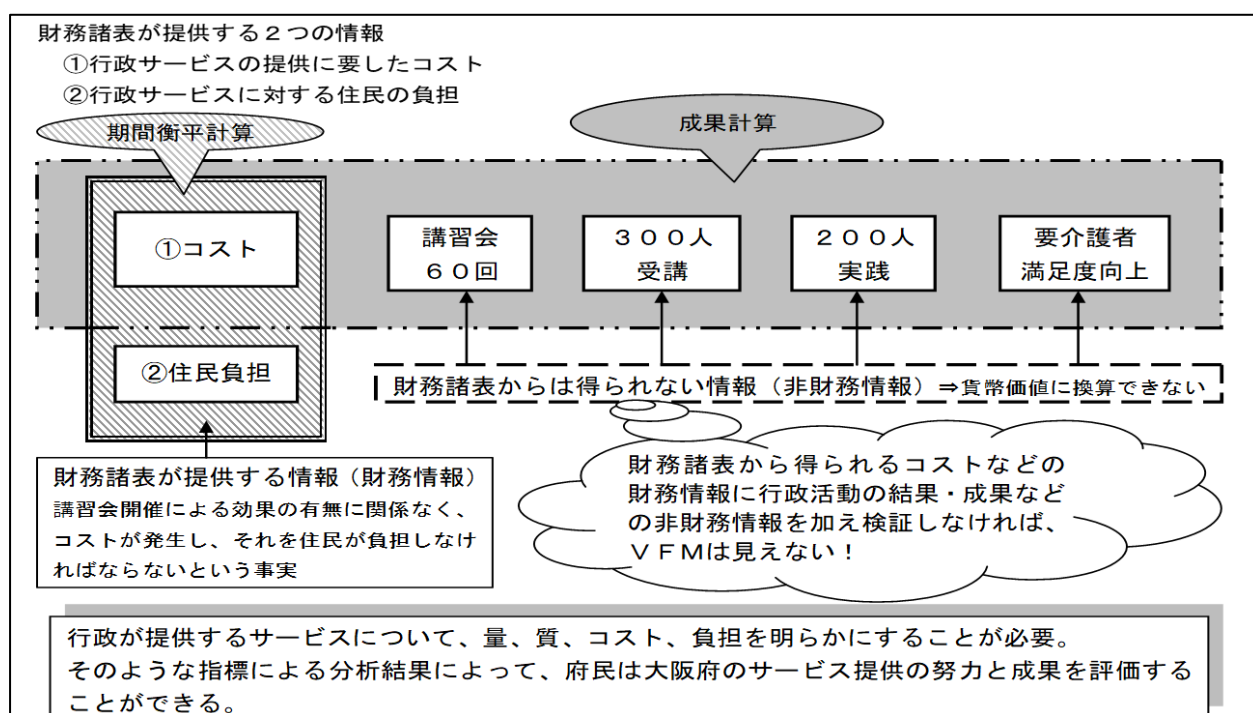 財務諸表が提供する２つの情報
①行政サービスの提供に要したコスト
②行政サービスに対する住民の負担
期間衡平計算
成果計算
①コスト
講習会
６０回
３００人
受講
２００人
実践
要介護者
満足度向上
②住民負担
財務諸表からは得られない情報（非財務情報）⇒貨幣価値に換算できない
財務諸表が提供する情報（財務情報）
講習会開催による効果の有無に関係なく、
コストが発生し、それを住民が負担しなけ
ればならないという事実
財務諸表から得られるコストなどの
財務情報に行政活動の結果・成果など
の非財務情報を加え検証しなければ、
ＶＦＭは見えない！
行政が提供するサービスについて、量、質、コスト、負担を明らかにすることが必要。
そのような指標による分析結果によって、府民は大阪府のサービス提供の努力と成果を評価する
ことができる。